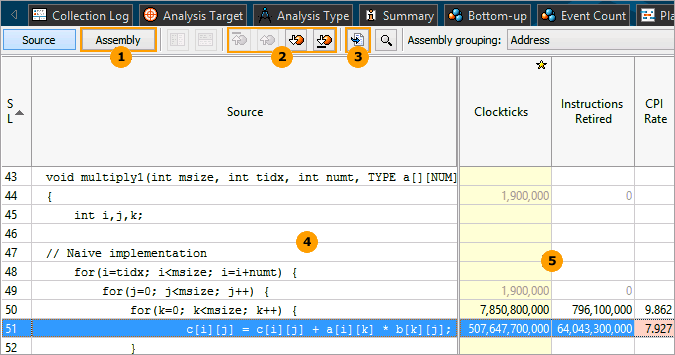 Collection Log Analysis Target Analysis Type Summary Bottom-up Event Count
Source Assembly Assembly grouping: Address
1 2 3
S L Source Clockticks Instructions Retired CPI Rate
43 void multiply1(int msize, int tidx, int numt, TYPE a[][NUM]
44 { 1,900,000 0
45 int i,j,k;
46 4
47 // Naive implementation
48 for(i=tidx; i<msize; i=i+numt) { 5
49 for(j=0; j<msize; j++) { 1,900,000 0
50 for(k=0; k<msize; k++) { 7,850,800,000 796,100,000 9.862
51 c[i][j] = c[i][j] + a[i][k] * b[k][j]; 507,647,700,000 64,043,300,000 7.927
52 }